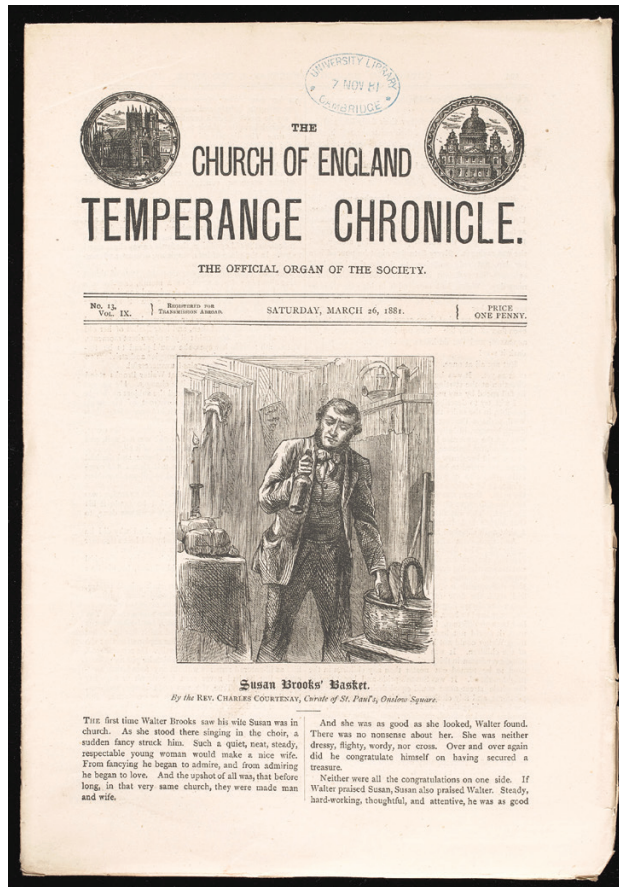 UNIVERSITY LIBRARY
7 NOV 81
CAMBRIDGE
THE
CHURCH OF ENGLAND
TEMPERANCE CHRONICLE.
THE OFFICIAL ORGAN OF THE SOCIETY.
No. 13,
VOL. IX.
REGISTERED FOR
TRANSMISSION ABROAD.
SATURDAY, MARCH 26, 1881.
PRICE
ONE PENNY.
Susan Brooks' Basket.
By the REV. CHARLES COURTENAY, Curate of St. Paul's, Onslow Square.
THE first time Walter Brooks saw his wife Susan was in
church. As she stood there singing in the choir, a
sudden fancy struck him. Such a quiet, neat, steady,
respectable young woman would make a nice wife.
From fancying he began to admire, and from admiring
he began to love. And the upshot of all was, that before
long, in that very same church, they were made man
and wife.
And she was as good as she looked, Walter found.
There was no nonsense about her. She was neither
dressy, flighty, wordy, nor cross. Over and over again
did he congratulate himself on having secured a
treasure.
Neither were all the congratulations on one side. If
Walter praised Susan, Susan also praised Walter. Steady,
hard-working, thoughtful, and attentive, he was as good